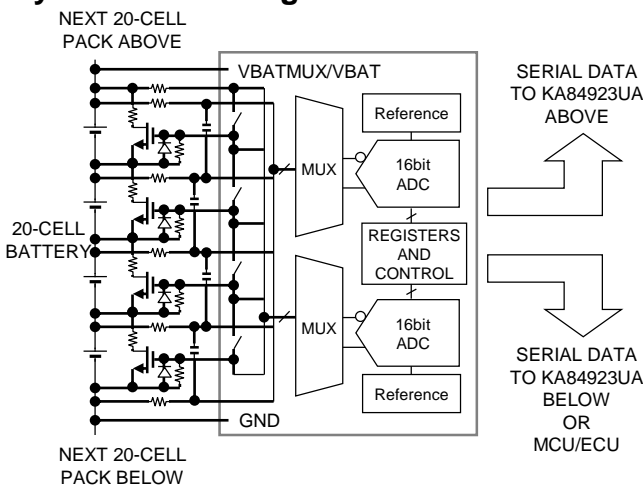 NEXT 20-CELL
PACK ABOVE
VBATMUX/VBAT
SERIAL DATA
TO KA84923UA
ABOVE
Reference
MUX
16bit
ADC
20-CELL
BATTERY
REGISTERS
AND
CONTROL
MUX
16bit
ADC
Reference
SERIAL DATA
TO KA84923UA
BELOW
OR
MCU/ECU
GND
NEXT 20-CELL
PACK BELOW